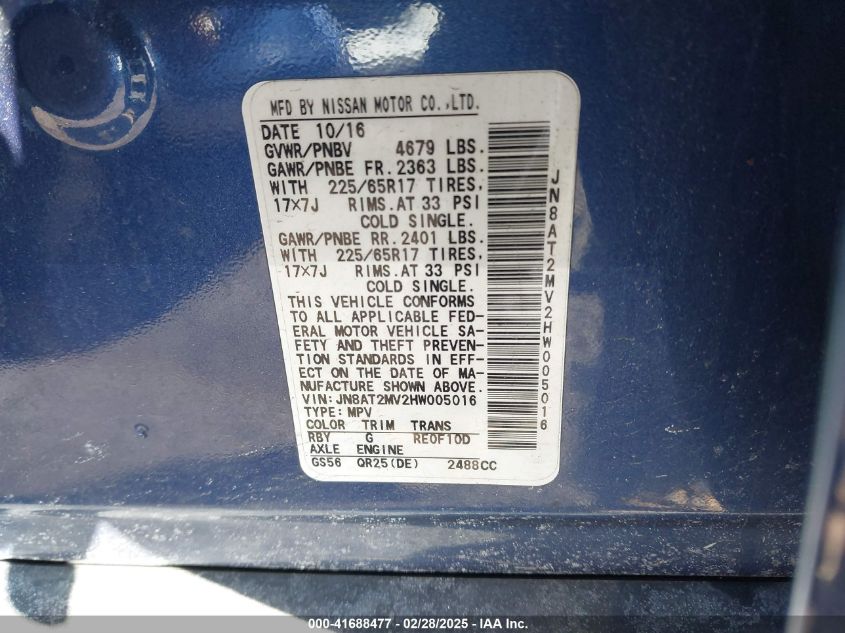 MFD BY NISSAN MOTOR CO.,LTD.
DATE 10/16
GVWR/PNBV 4679 LBS.
GAWR/PNBE FR. 2363 LBS.
WITH 225/65R17 TIRES,
17X7J RIMS.AT 33 PSI
COLD SINGLE.
GAWR/PNBE RR. 2401 LBS.
WITH 225/65R17 TIRES,
17X7J RIMS.AT 33 PSI
COLD SINGLE.
THIS VEHICLE CONFORMS
TO ALL APPLICABLE FED-
ERAL MOTOR VEHICLE SA-
FETY AND THEFT PREVEN-
TION STANDARDS IN EFF-
ECT ON THE DATE OF MA-
NUFACTURE SHOWN ABOVE.
VIN:JN8AT2MV2HW005016
TYPE:MPV
COLOR TRIM TRANS
RBY G RE0F10D
AXLE ENGINE
GS56 QR25(DE) 2488CC
JN8AT2MV2HW005016
000-41688477 - 02/28/2025 - IAA Inc.